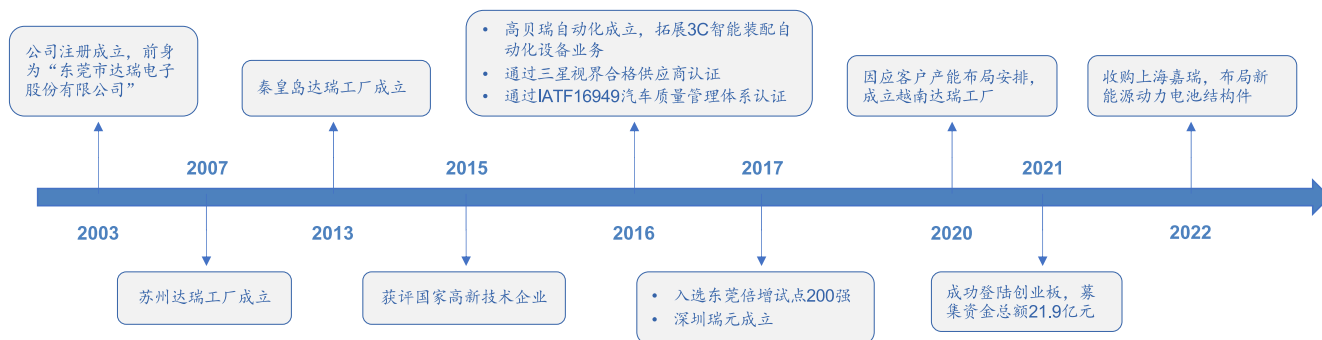 公司注册成立，前身
为“东莞市达瑞电子
股份有限公司”
2003
2007
苏州达瑞工厂成立
秦皇岛达瑞工厂成立
2013
2015
获评国家高新技术企业
• 高贝瑞自动化成立，拓展3C智能装配自
动化设备业务
• 通过三星视界合格供应商认证
• 通过IATF16949汽车质量管理体系认证
2016
2017
• 入选东莞倍增试点200强
• 深圳瑞元成立
因应客户产能布局安排，
成立越南达瑞工厂
2020
2021
成功登陆创业板，募
集资金总额21.9亿元
收购上海嘉瑞，布局新
能源动力电池结构件
2022